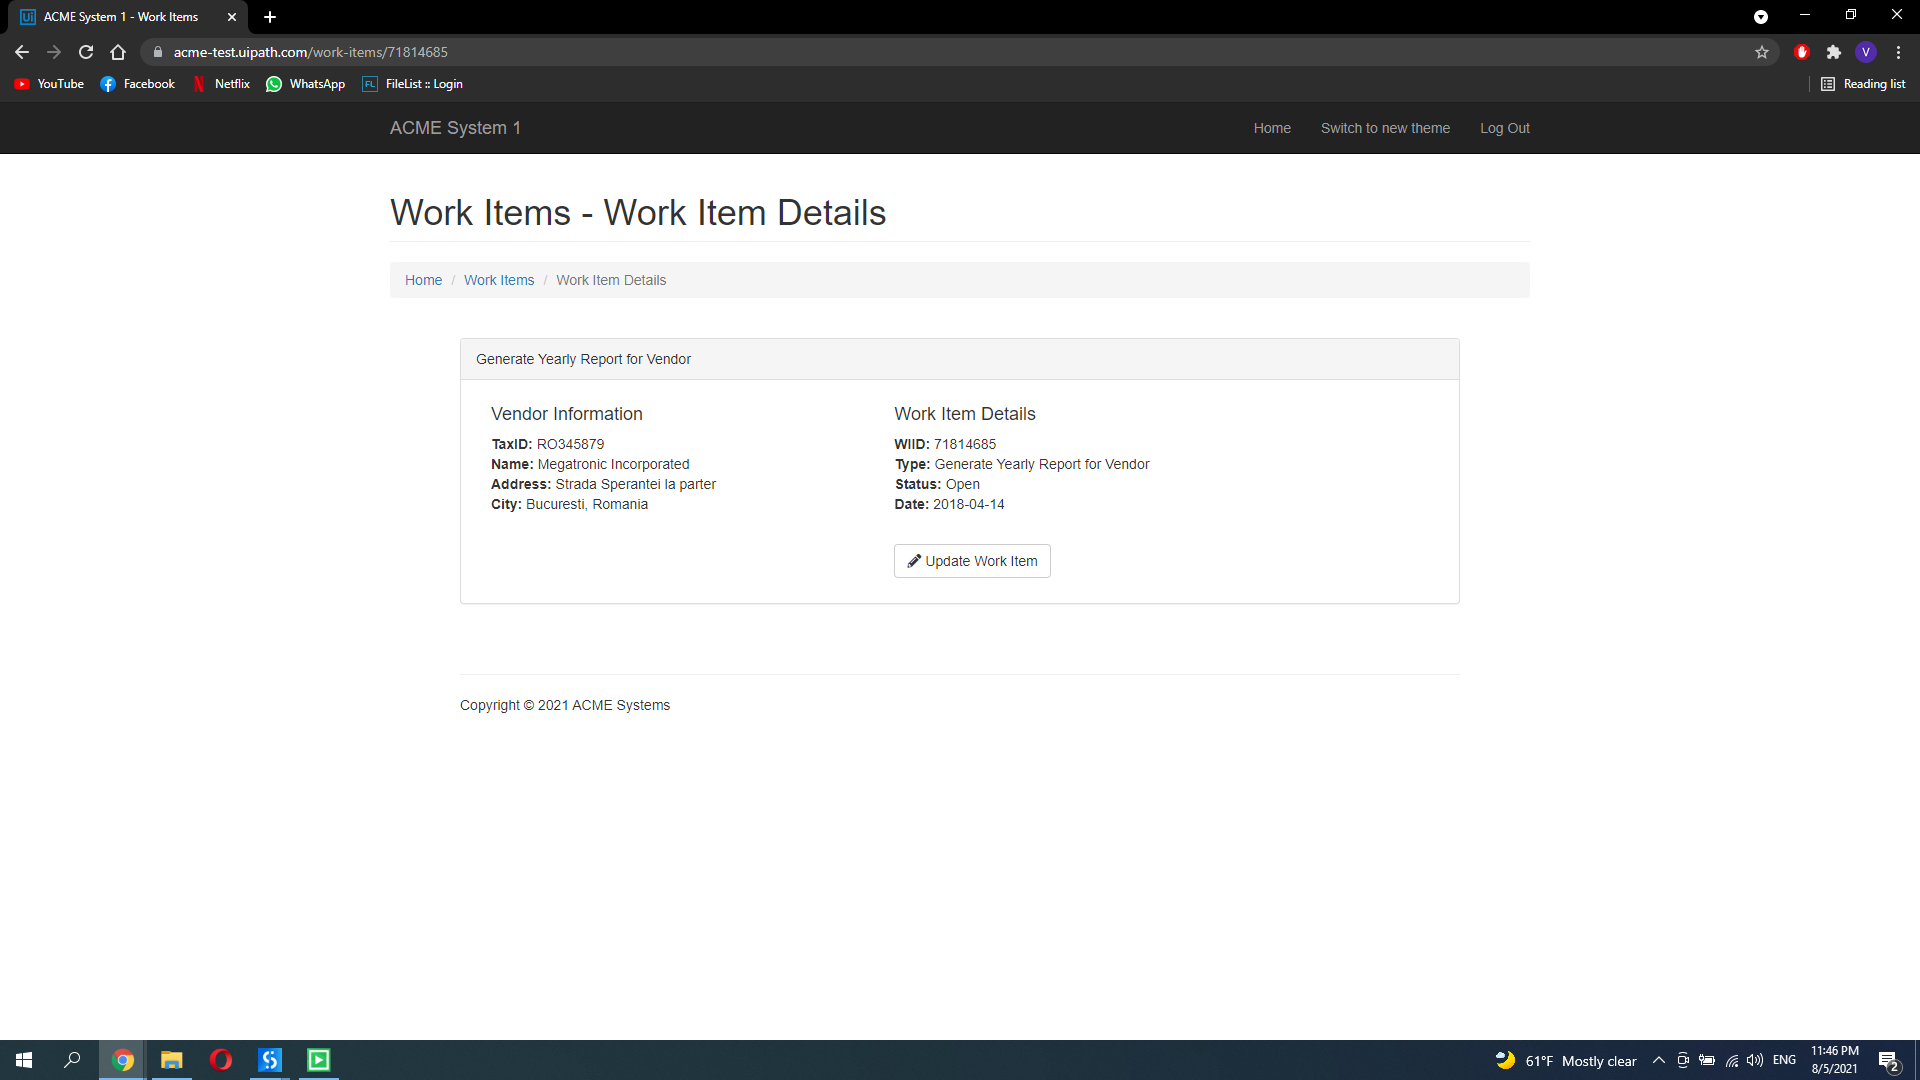 ACME System 1 - Work Items
acme-test.uipath.com/work-items/71814685
V
YouTube
Facebook
Netflix
WhatsApp
FL
FileList :: Login
Reading list
ACME System 1
Home
Switch to new theme
Log Out
Work Items - Work Item Details
Home / Work Items / Work Item Details
Generate Yearly Report for Vendor
Vendor Information
TaxID: RO345879
Name: Megatronic Incorporated
Address: Strada Sperantei la parter
City: Bucuresti, Romania
Work Item Details
WIID: 71814685
Type: Generate Yearly Report for Vendor
Status: Open
Date: 2018-04-14
Update Work Item
Copyright © 2021 ACME Systems
61°F Mostly clear
ENG
11:46 PM
8/5/2021
2